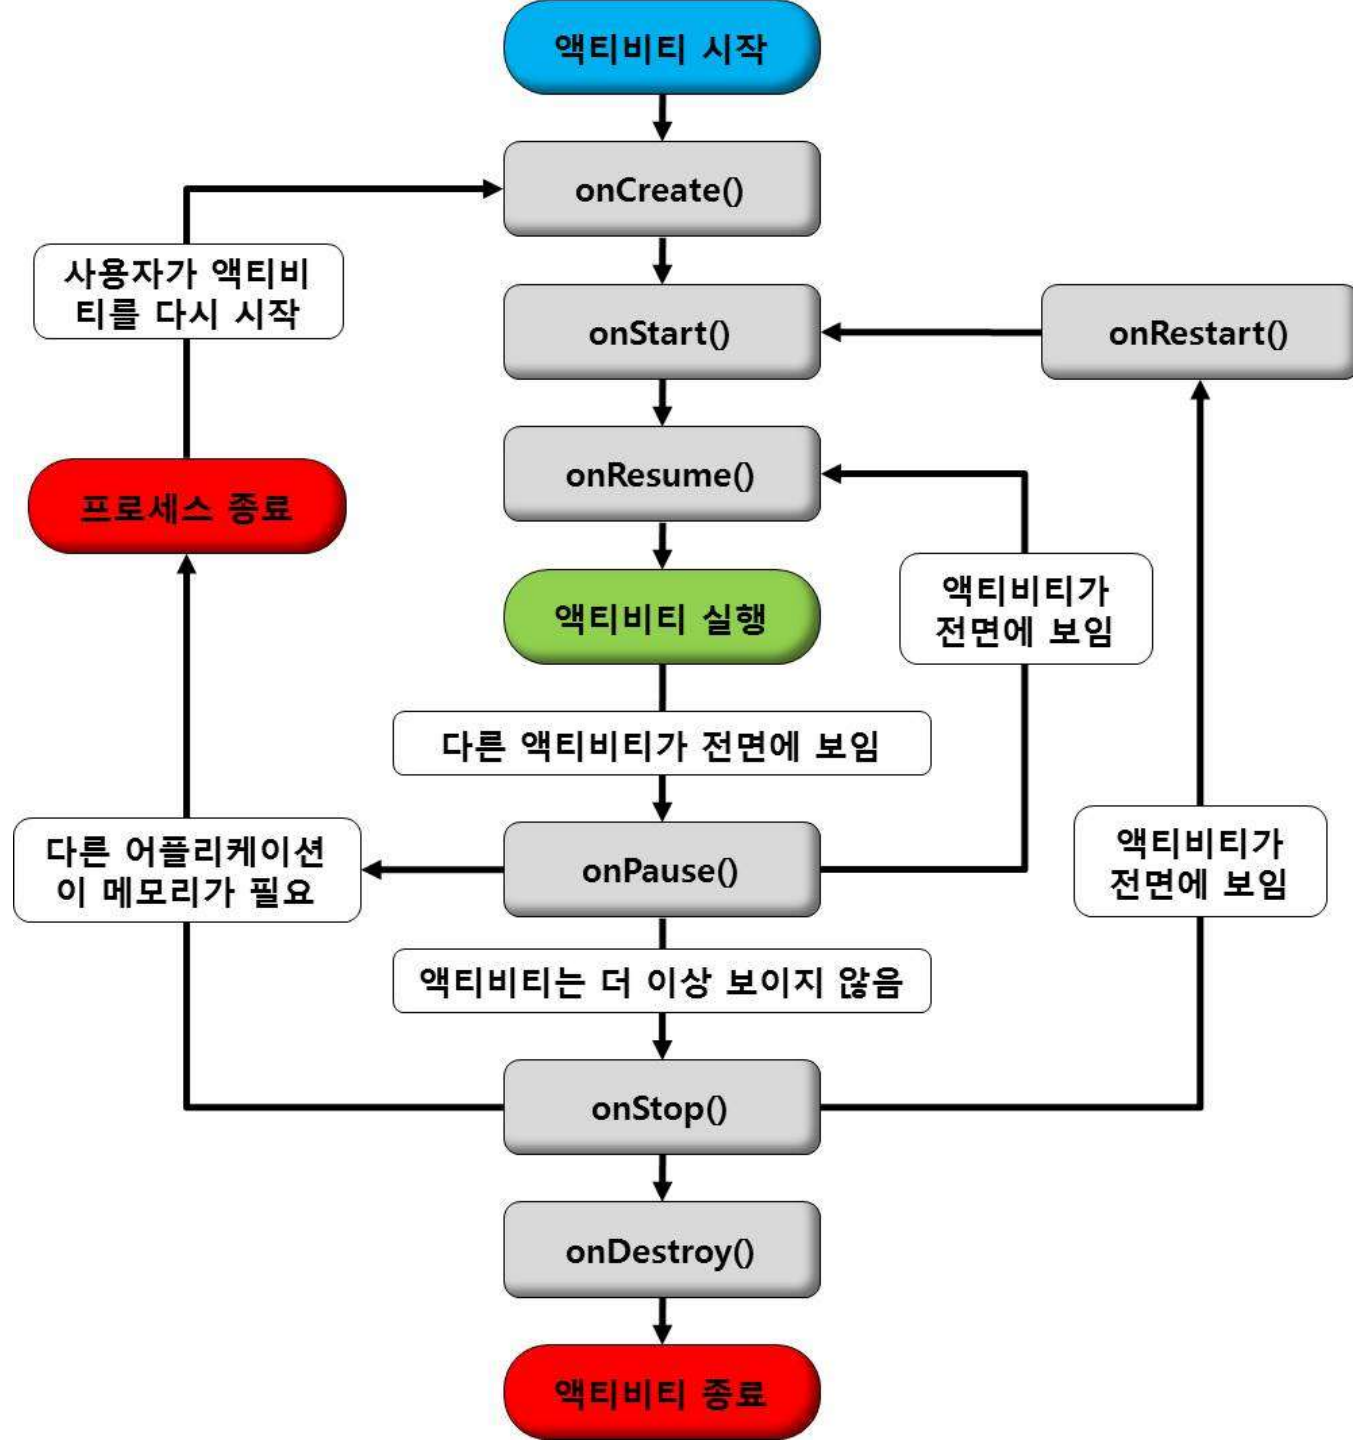 액티비티 시작
onCreate()
사용자가 액티비
티를 다시 시작
onStart()
onRestart()
onResume()
프로세스 종료
액티비티 실행
액티비티가
전면에 보임
다른 액티비티가 전면에 보임
다른 어플리케이션
이 메모리가 필요
onPause()
액티비티가
전면에 보임
액티비티는 더 이상 보이지 않음
onStop()
onDestroy()
액티비티 종료